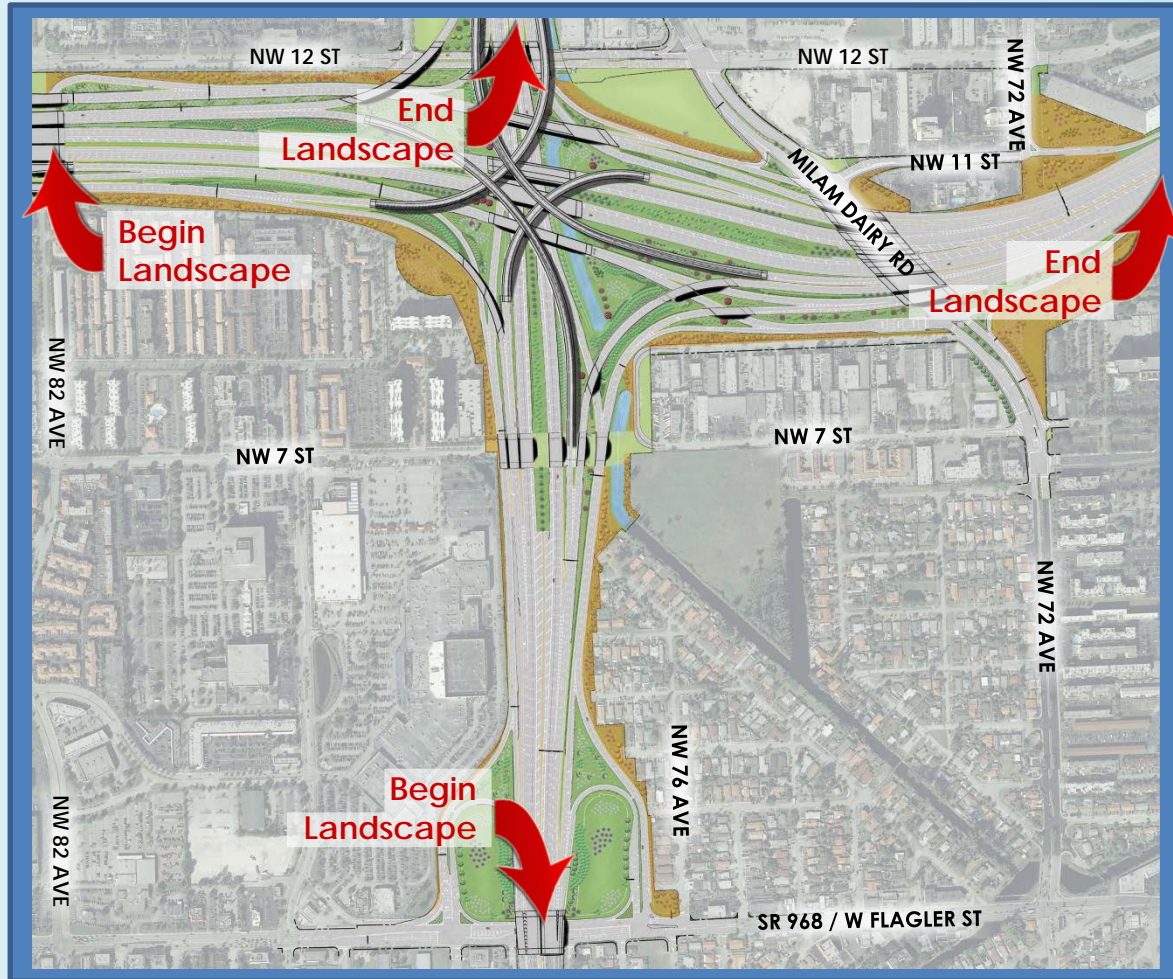 NW 12 ST
NW 12 ST
NW 72 AVE
End
Landscape
MILAM DAIRY RD
NW 11 ST
Begin
Landscape
End
Landscape
NW 82 AVE
NW 7 ST
NW 7 ST
NW 72 AVE
NW 76 AVE
Begin
Landscape
NW 82 AVE
SR 968 / W FLAGLER ST